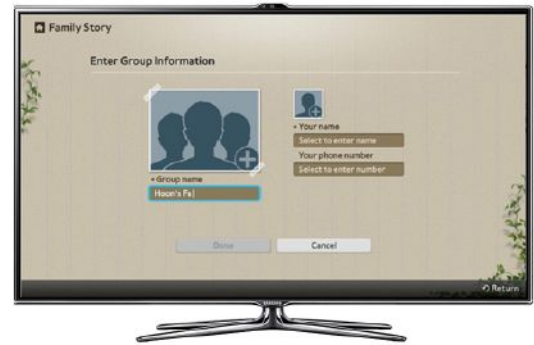 Family Story
Enter Group Information
• Your name
Select to enter name
Your phone number
Select to enter number
• Group name
Hoon's Fa
Done
Cancel
Return
SAMSUNG